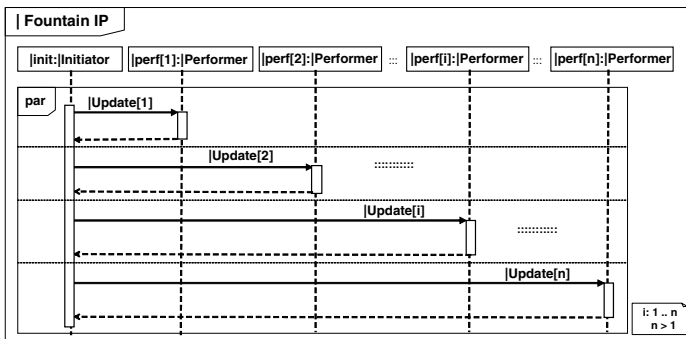 | Fountain IP
|init:|Initiator |perf[1]:|Performer |perf[2]:|Performer ::: |perf[i]:|Performer ::: |perf[n]:|Performer
par
|Update[1]
|Update[2]
:::::::::::
|Update[i]
:::::::::::
|Update[n]
i: 1 .. n
n > 1